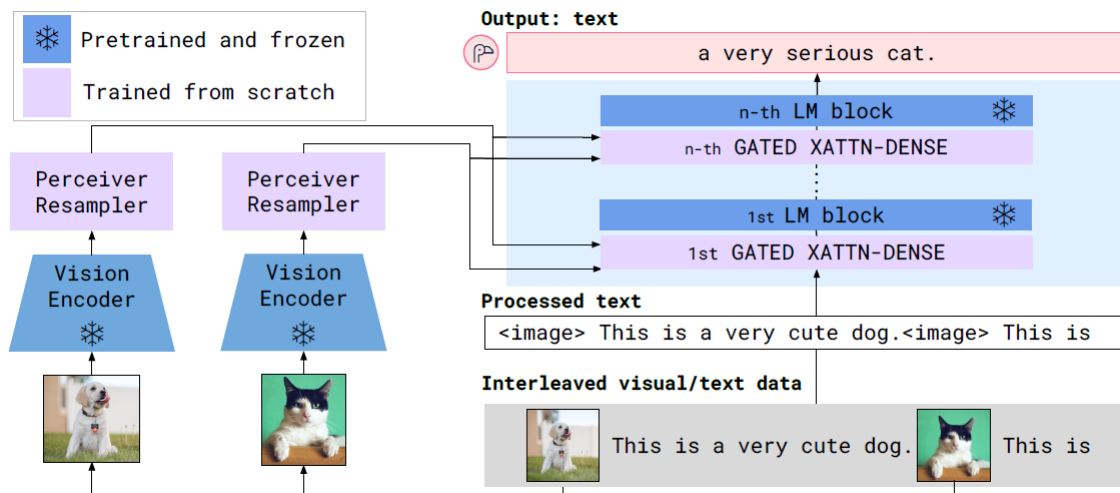 Pretrained and frozen
Trained from scratch
Output: text
a very serious cat.
n-th LM block
n-th GATED XATTN-DENSE
1st LM block
1st GATED XATTN-DENSE
Perceiver
Resampler
Perceiver
Resampler
Vision
Encoder
Vision
Encoder
Processed text
<image> This is a very cute dog.<image> This is
Interleaved visual/text data
This is a very cute dog.
This is